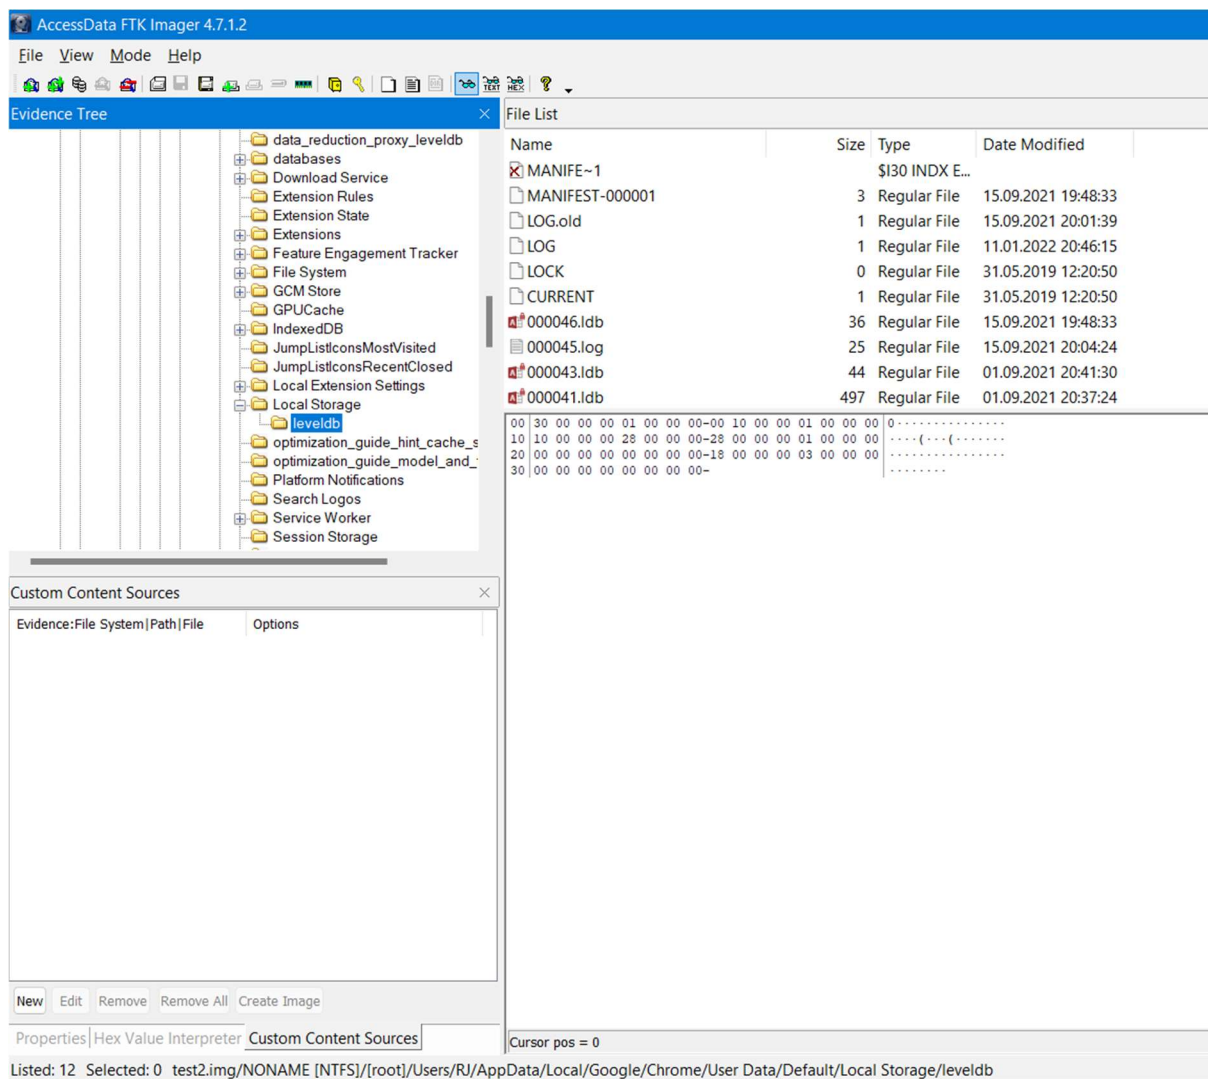 AccessData FTK Imager 4.7.1.2
File View Mode Help
TEXT HEX ?
Evidence Tree
data_reduction_proxy_leveldb
databases
Download Service
Extension Rules
Extension State
Extensions
Feature Engagement Tracker
File System
GCM Store
GPUCache
IndexedDB
JumpListIconsMostVisited
JumpListIconsRecentClosed
Local Extension Settings
Local Storage
leveldb
optimization_guide_hint_cache_s
optimization_guide_model_and_
Platform Notifications
Search Logos
Service Worker
Session Storage
Custom Content Sources
Evidence:File System|Path|File Options
New Edit Remove Remove All Create Image
Properties Hex Value Interpreter Custom Content Sources
File List
Name Size Type Date Modified
MANIFE~1 $I30 INDX E...
MANIFEST-000001 3 Regular File 15.09.2021 19:48:33
LOG.old 1 Regular File 15.09.2021 20:01:39
LOG 1 Regular File 11.01.2022 20:46:15
LOCK 0 Regular File 31.05.2019 12:20:50
CURRENT 1 Regular File 31.05.2019 12:20:50
000046.ldb 36 Regular File 15.09.2021 19:48:33
000045.log 25 Regular File 15.09.2021 20:04:24
000043.ldb 44 Regular File 01.09.2021 20:41:30
000041.ldb 497 Regular File 01.09.2021 20:37:24
00 30 00 00 00 01 00 00 00-00 10 00 00 01 00 00 00 0···············
10 10 00 00 00 28 00 00 00-28 00 00 00 01 00 00 00 ····(···(·······
20 00 00 00 00 00 00 00 00-18 00 00 00 03 00 00 00 ················
30 00 00 00 00 00 00 00 00- ········
Cursor pos = 0
Listed: 12 Selected: 0 test2.img/NONAME [NTFS]/[root]/Users/RJ/AppData/Local/Google/Chrome/User Data/Default/Local Storage/leveldb